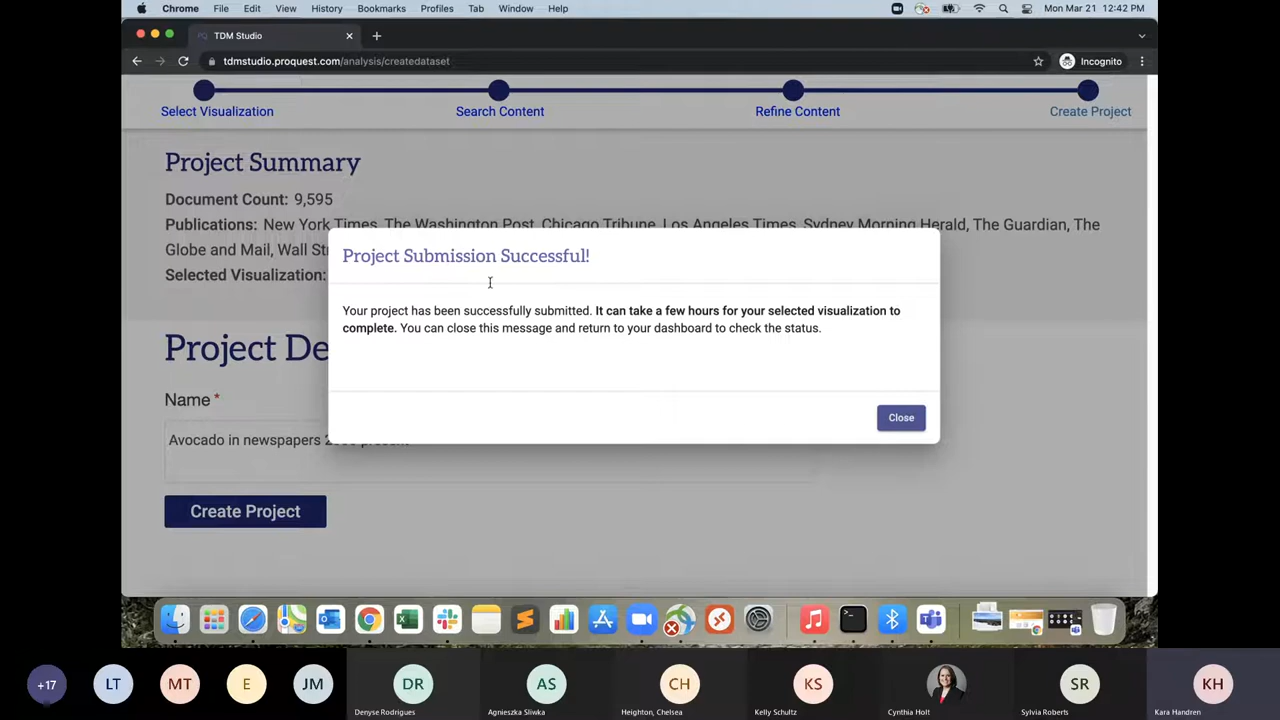 Chrome File Edit View History Bookmarks Profiles Tab Window Help Mon Mar 21 12:42 PM
TDM Studio
tdmstudio.proquest.com/analysis/createdataset Incognito
Select Visualization Search Content Refine Content Create Project
Project Summary
Document Count: 9,595
Publications: New York Times, The Washington Post, Chicago Tribune, Los Angeles Times, Sydney Morning Herald, The Guardian, The
Globe and Mail, Wall Str
Selected Visualization:
Project Submission Successful!
Your project has been successfully submitted. It can take a few hours for your selected visualization to
complete. You can close this message and return to your dashboard to check the status.
Close
Project De
Name *
Avocado in newspapers
Create Project
+17 LT MT E JM DR AS CH KS SR KH
Denyse Rodrigues Agnieszka Sliwka Heighton, Chelsea Kelly Schultz Cynthia Holt Sylvia Roberts Kara Handren